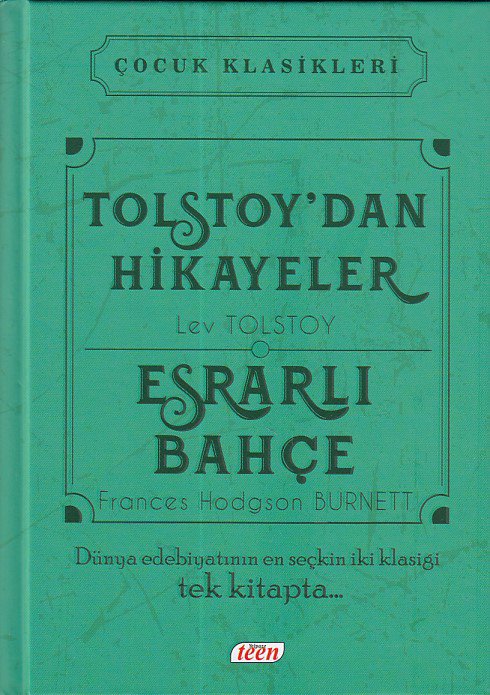 ÇOCUK KLASİKLERİ
TOLSTOY'DAN
HİKAYELER
Lev TOLSTOY
ESRARLI
BAHÇE
Frances Hodgson BURNETT
Dünya edebiyatının en seçkin iki klasiği
tek kitapta...
teen